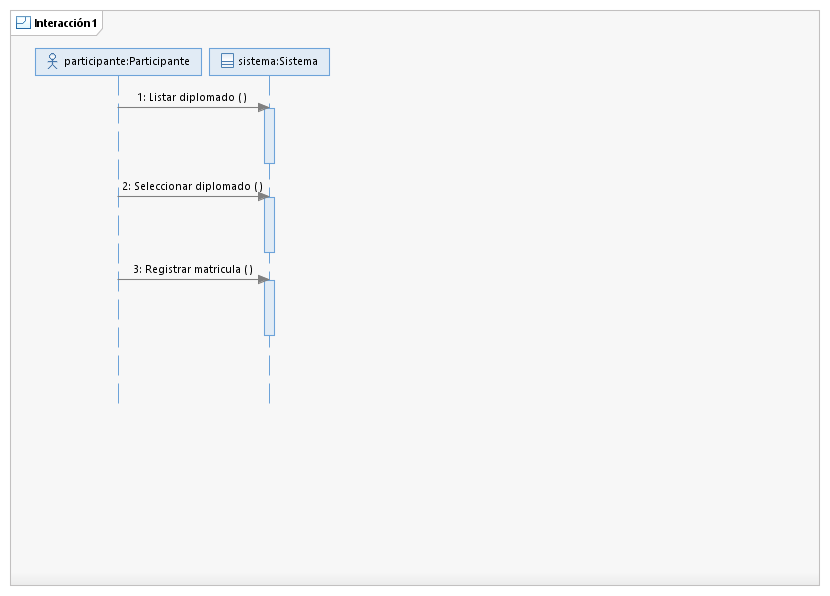 Interacción1
participante:Participante
sistema:Sistema
1: Listar diplomado ( )
2: Seleccionar diplomado ( )
3: Registrar matricula ( )